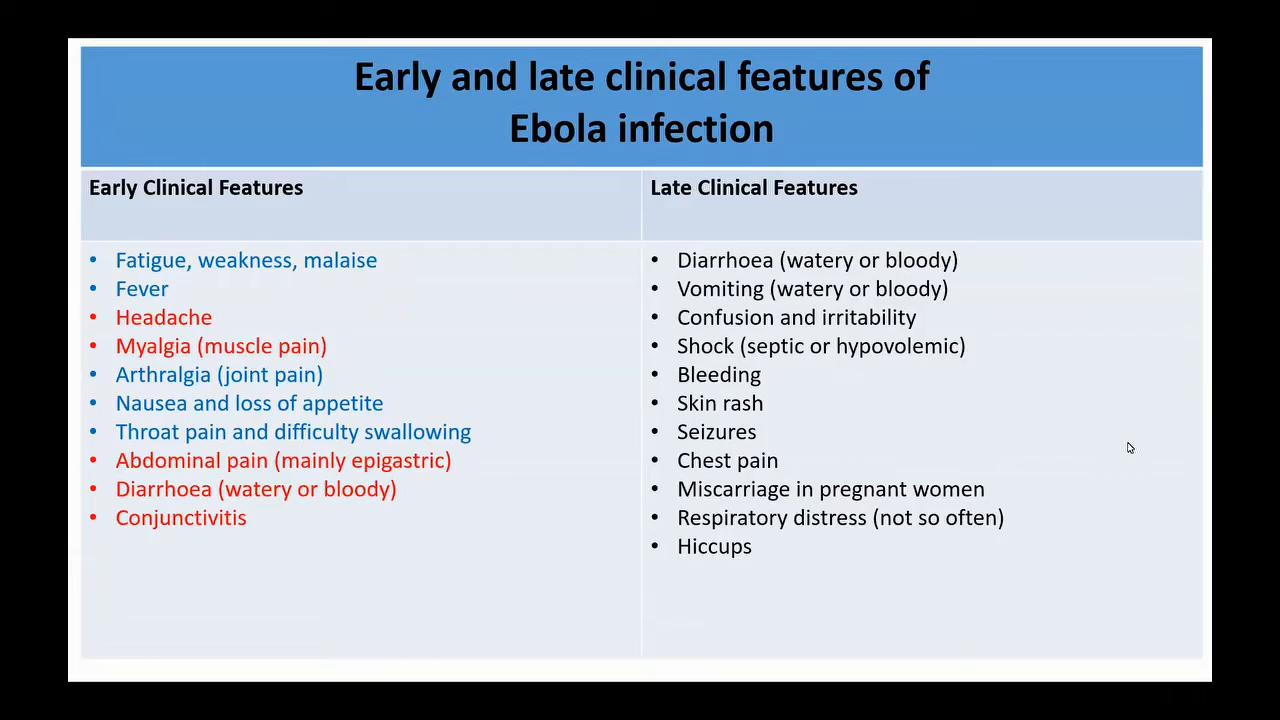 Early and late clinical features of
Ebola infection
Early Clinical Features
Late Clinical Features
• Fatigue, weakness, malaise
• Fever
• Headache
• Myalgia (muscle pain)
• Arthralgia (joint pain)
• Nausea and loss of appetite
• Throat pain and difficulty swallowing
• Abdominal pain (mainly epigastric)
• Diarrhoea (watery or bloody)
• Conjunctivitis
• Diarrhoea (watery or bloody)
• Vomiting (watery or bloody)
• Confusion and irritability
• Shock (septic or hypovolemic)
• Bleeding
• Skin rash
• Seizures
• Chest pain
• Miscarriage in pregnant women
• Respiratory distress (not so often)
• Hiccups